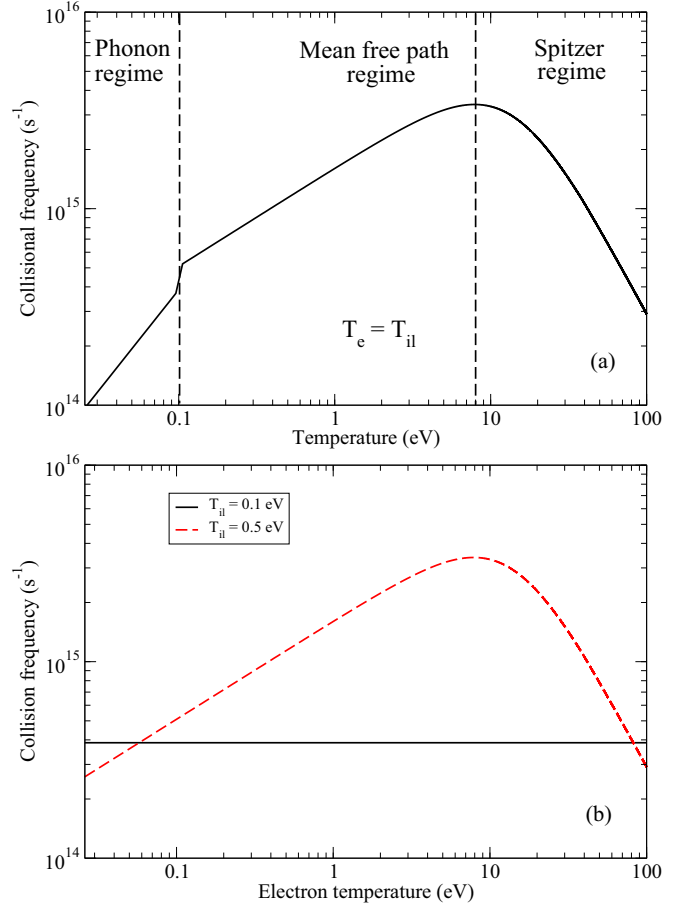 10^16
Phonon
regime
Mean free path
regime
Spitzer
regime
10^15
Collisional frequency (s^-1)
T_e = T_il
(a)
10^14
0.1
1
10
100
Temperature (eV)
10^16
T_il = 0.1 eV
T_il = 0.5 eV
10^15
Collision frequency (s^-1)
(b)
10^14
0.1
1
10
100
Electron temperature (eV)